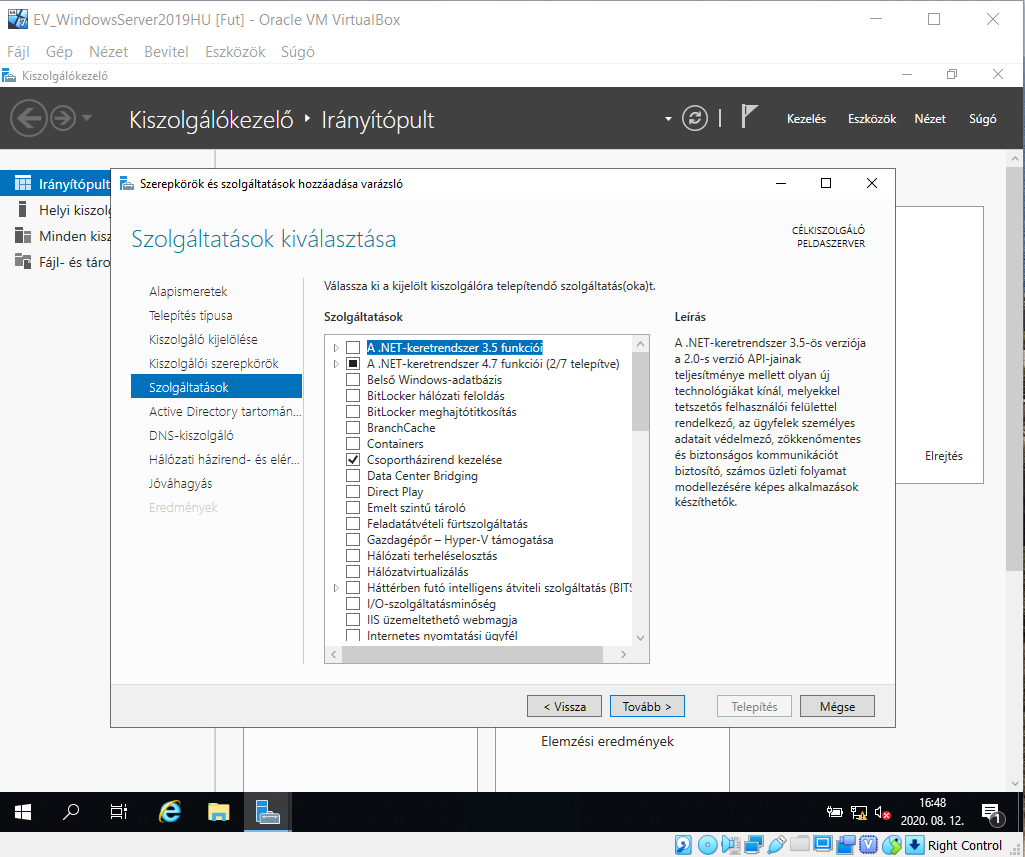 EV_WindowsServer2019HU [Fut] - Oracle VM VirtualBox
Fájl Gép Nézet Bevitel Eszközök Súgó
Kiszolgálókezelő
Kiszolgálókezelő Irányítópult
Kezelés Eszközök Nézet Súgó
Irányítópult
Helyi kiszolg
Minden kisz
Fájl- és táro
Szerepkörök és szolgáltatások hozzáadása varázsló
Szolgáltatások kiválasztása
CÉLKISZOLGÁLÓ
PELDASZERVER
Alapismeretek
Telepítés típusa
Kiszolgáló kijelölése
Kiszolgálói szerepkörök
Szolgáltatások
Active Directory tartomán...
DNS-kiszolgáló
Hálózati házirend- és elér...
Jóváhagyás
Eredmények
Válassza ki a kijelölt kiszolgálóra telepítendő szolgáltatás(oka)t.
Szolgáltatások
A .NET-keretrendszer 3.5 funkciói
A .NET-keretrendszer 4.7 funkciói (2/7 telepítve)
Belső Windows-adatbázis
BitLocker hálózati feloldás
BitLocker meghajtótitkosítás
BranchCache
Containers
Csoportházirend kezelése
Data Center Bridging
Direct Play
Emelt szintű tároló
Feladatátvételi fürtszolgáltatás
Gazdagépőr – Hyper-V támogatása
Hálózati terheléselosztás
Hálózatvirtualizálás
Háttérben futó intelligens átviteli szolgáltatás (BITS
I/O-szolgáltatásminőség
IIS üzemeltethető webmagja
Internetes nyomtatási ügyfél
Leírás
A .NET-keretrendszer 3.5-ös verziója
a 2.0-s verzió API-jainak
teljesítménye mellett olyan új
technológiákat kínál, melyekkel
tetszetős felhasználói felülettel
rendelkező, az ügyfelek személyes
adatait védelmező, zökkenőmentes
és biztonságos kommunikációt
biztosító, számos üzleti folyamat
modellezésére képes alkalmazások
készíthetők.
Elrejtés
< Vissza Tovább > Telepítés Mégse
Elemzési eredmények
16:48
2020. 08. 12.
1
Right Control